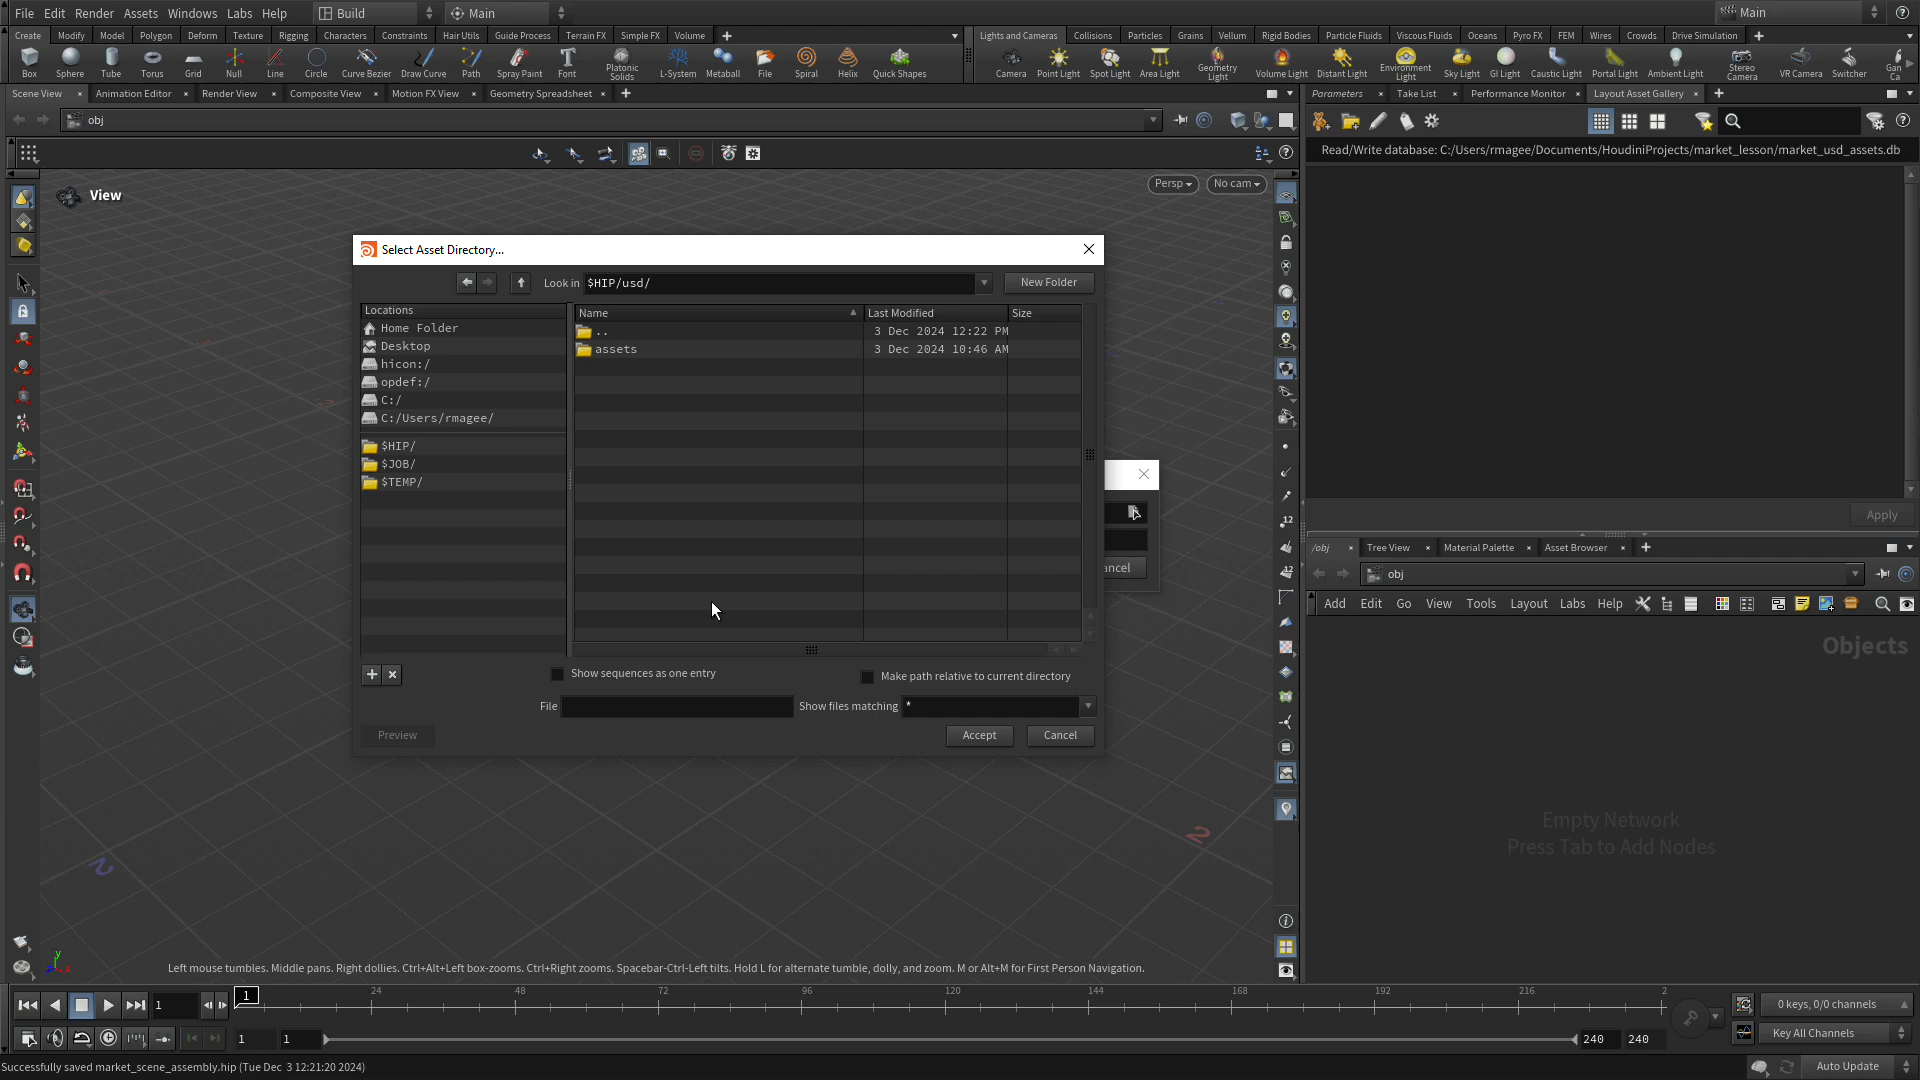 File Edit Render Assets Windows Labs Help Build Main Main
Create Modify Model Polygon Deform Texture Rigging Characters Constraints Hair Utils Guide Process Terrain FX Simple FX Volume
Lights and Cameras Collisions Particles Grains Vellum Rigid Bodies Particle Fluids Viscous Fluids Oceans Pyro FX FEM Wires Crowds Drive Simulation
Box Sphere Tube Torus Grid Null Line Circle Curve Bezier Draw Curve Path Spray Paint Font Platonic Solids L-System Metaball File Spiral Helix Quick Shapes
Camera Point Light Spot Light Area Light Geometry Light Volume Light Distant Light Environment Light Sky Light GI Light Caustic Light Portal Light Ambient Light Stereo Camera VR Camera Switcher Gan Ca
Scene View Animation Editor Render View Composite View Motion FX View Geometry Spreadsheet
Parameters Take List Performance Monitor Layout Asset Gallery
obj
Read/Write database: C:/Users/rmagee/Documents/HoudiniProjects/market_lesson/market_usd_assets.db
View
Persp No cam
Select Asset Directory...
Look in $HIP/usd/ New Folder
Locations
Home Folder
Desktop
hicon:/
opdef:/
C:/
C:/Users/rmagee/
$HIP/
$JOB/
$TEMP/
Name Last Modified Size
.. 3 Dec 2024 12:22 PM
assets 3 Dec 2024 10:46 AM
ancel
Show sequences as one entry
Make path relative to current directory
File Show files matching *
Preview Accept Cancel
Apply
/obj Tree View Material Palette Asset Browser
obj
Add Edit Go View Tools Layout Labs Help
Objects
Empty Network
Press Tab to Add Nodes
12
12
2
2
y
Left mouse tumbles. Middle pans. Right dollies. Ctrl+Alt+Left box-zooms. Ctrl+Right zooms. Spacebar-Ctrl-Left tilts. Hold L for alternate tumble, dolly, and zoom. M or Alt+M for First Person Navigation.
1 1 24 48 72 96 120 144 168 192 216 2
0 keys, 0/0 channels
1 1 240 240
Key All Channels
Successfully saved market_scene_assembly.hip (Tue Dec 3 12:21:20 2024)
Auto Update